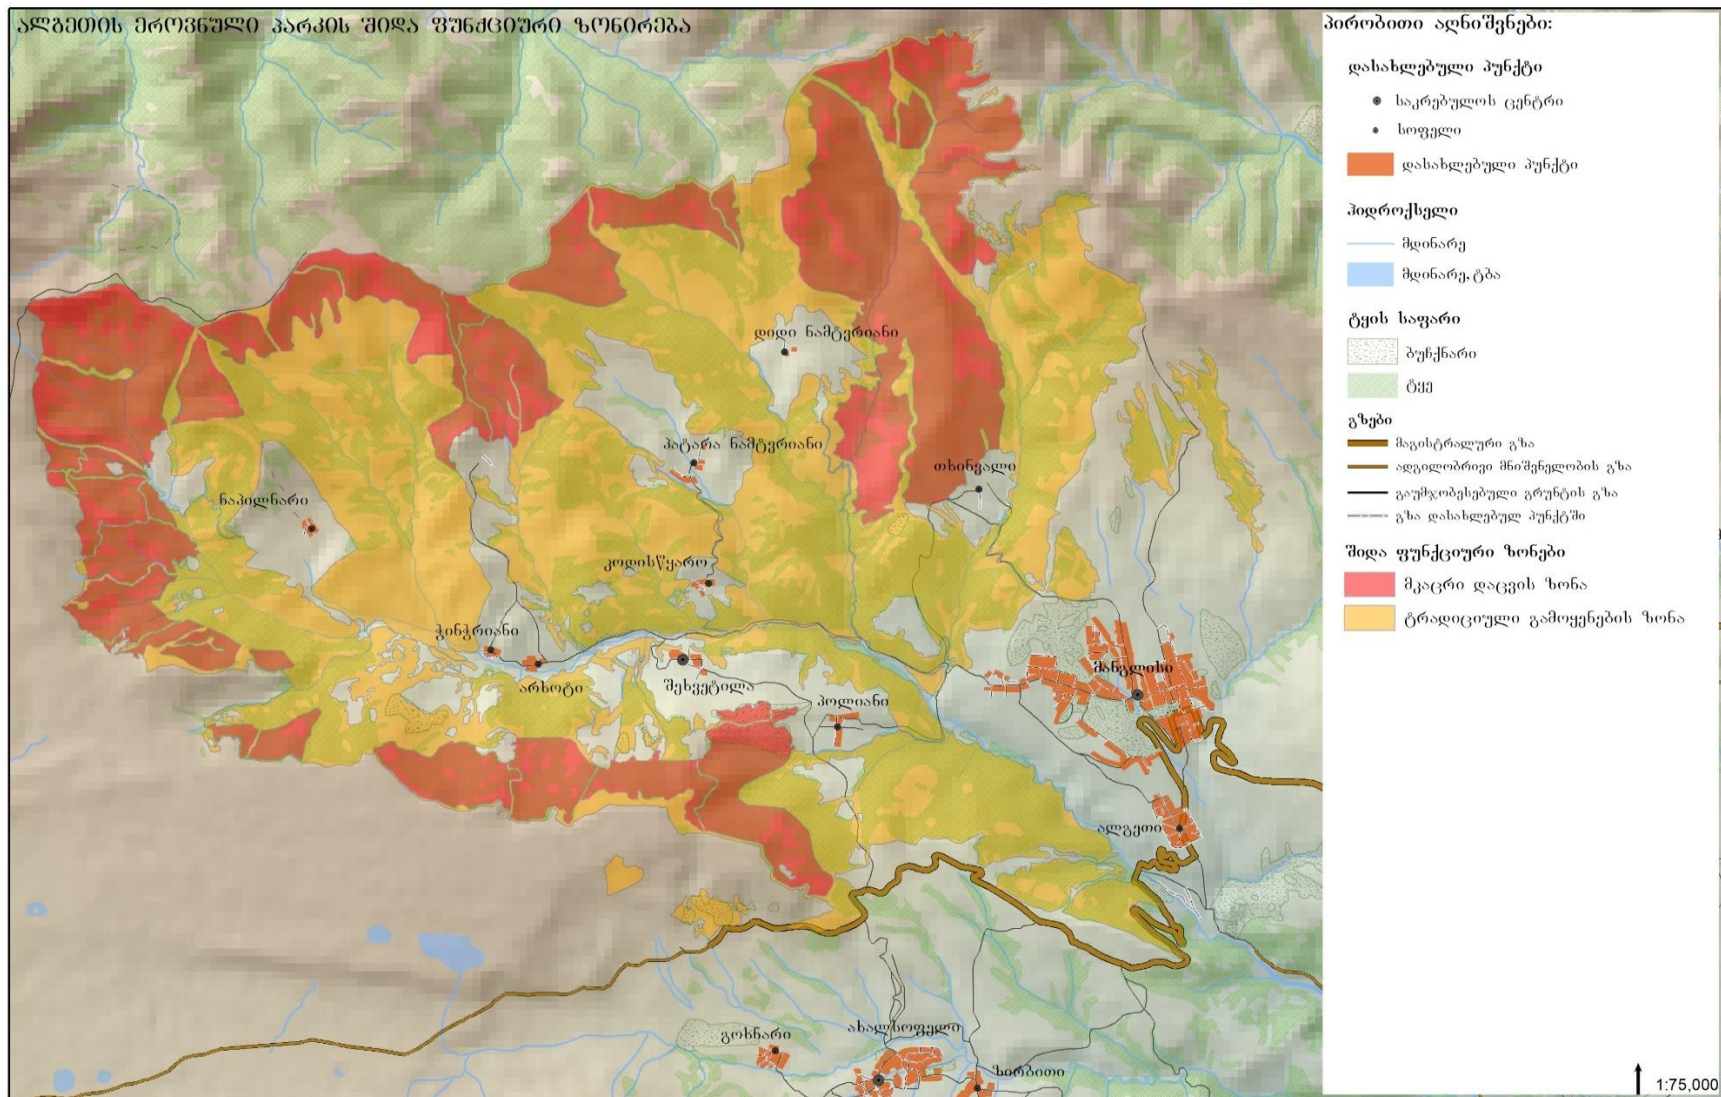 ალგეთის ეროვნული პარკის შიდა ფუნქციური ზონირება
დიდი ნამტვრიანი
პატარა ნამტვრიანი
თხინვალი
ნაპილნარი
კოდისწყარო
ჭინჭრიანი
არხოტი
შეხვეტილა
პოლიანი
მანგლისი
ალგეთი
გოხნარი
ახალსოფელი
ზირბითი
პირობითი აღნიშვნები:
დასახლებული პუნქტი
საკრებულოს ცენტრი
სოფელი
დასახლებული პუნქტი
ჰიდროქსელი
მდინარე
მდინარე, ტბა
ტყის საფარი
ბუჩქნარი
ტყე
გზები
მაგისტრალური გზა
ადგილობრივი მნიშვნელობის გზა
გაუმჯობესებული გრუნტის გზა
გზა დასახლებულ პუნქტში
შიდა ფუნქციური ზონები
მკაცრი დაცვის ზონა
ტრადიციული გამოყენების ზონა
1:75,000